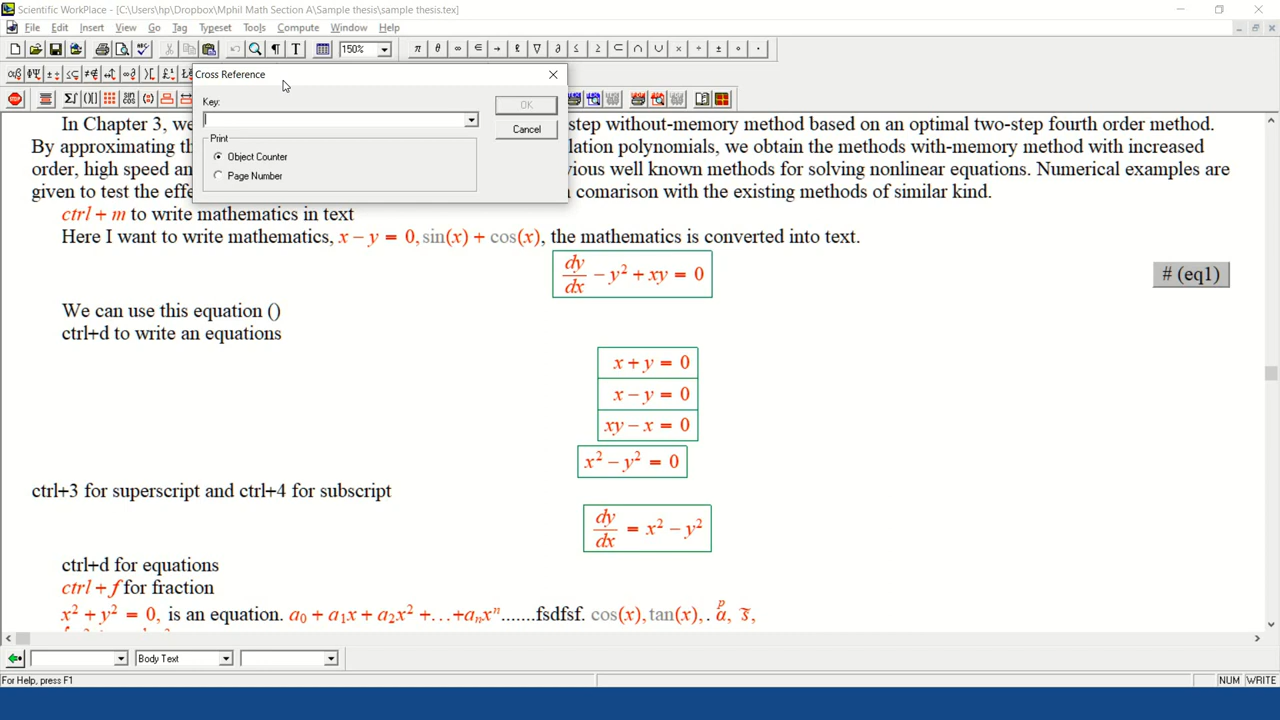 Scientific WorkPlace - [C:\Users\hp\Dropbox\Mphil Math Section A\Sample thesis\sample thesis.tex]
File Edit Insert View Go Tag Typeset Tools Compute Window Help
150%
Cross Reference
Key:
OK
Print
Cancel
Object Counter
Page Number
In Chapter 3, we step without-memory method based on an optimal two-step fourth order method.
By approximating th lation polynomials, we obtain the methods with-memory method with increased
order, high speed an vious well known methods for solving nonlinear equations. Numerical examples are
given to test the effe comparison with the existing methods of similar kind.
ctrl + m to write mathematics in text
Here I want to write mathematics, x − y = 0, sin(x) + cos(x), the mathematics is converted into text.
dy/dx − y² + xy = 0 # (eq1)
We can use this equation ()
ctrl+d to write an equations
x + y = 0
x − y = 0
xy − x = 0
x² − y² = 0
ctrl+3 for superscript and ctrl+4 for subscript
dy/dx = x² − y²
ctrl+d for equations
ctrl + f for fraction
x² + y² = 0, is an equation. a₀ + a₁x + a₂x² +…+aₙxⁿ.......fsdfsf. cos(x), tan(x), .
Body Text
For Help, press F1
NUM WRITE